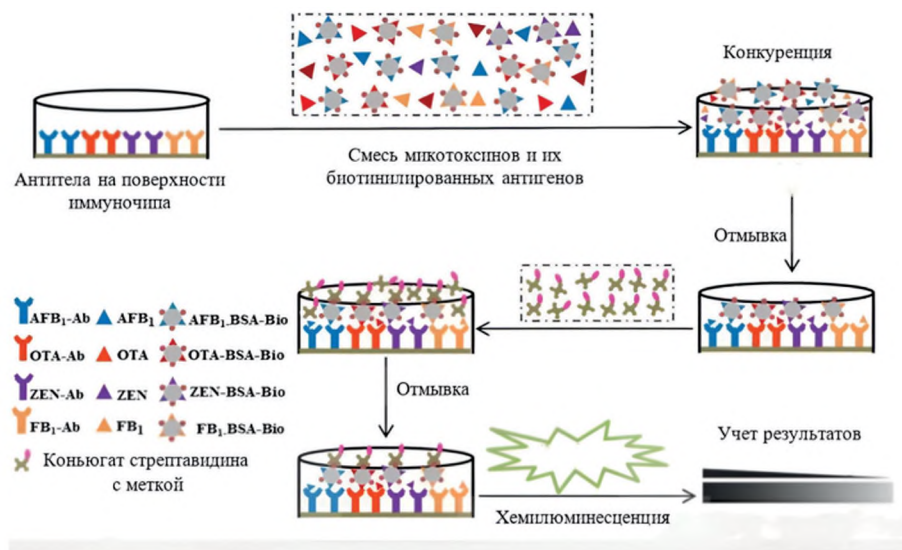 Конкуренция
Смесь микотоксинов и их
биотинилированных антигенов
Антитела на поверхности
иммуночипа
Отмывка
AFB₁-Ab AFB₁ AFB₁-BSA-Bio
OTA-Ab OTA OTA-BSA-Bio
ZEN-Ab ZEN ZEN-BSA-Bio
FB₁-Ab FB₁ FB₁-BSA-Bio
Коньюгат стрептавидина
с меткой
Отмывка
Хемилюминесценция
Учет результатов